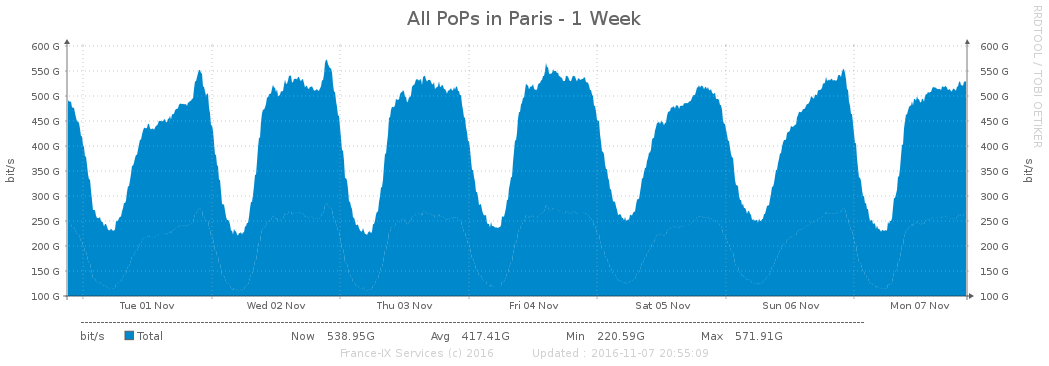 All PoPs in Paris - 1 Week
RRDTOOL / TOBI OETIKER
600 G 600 G
550 G 550 G
500 G 500 G
450 G 450 G
400 G 400 G
350 G 350 G
300 G 300 G
250 G 250 G
200 G 200 G
150 G 150 G
100 G 100 G
bit/s bit/s
Tue 01 Nov Wed 02 Nov Thu 03 Nov Fri 04 Nov Sat 05 Nov Sun 06 Nov Mon 07 Nov
bit/s Total Now 538.95G Avg 417.41G Min 220.59G Max 571.91G
France-IX Services (c) 2016 Updated : 2016-11-07 20:55:09